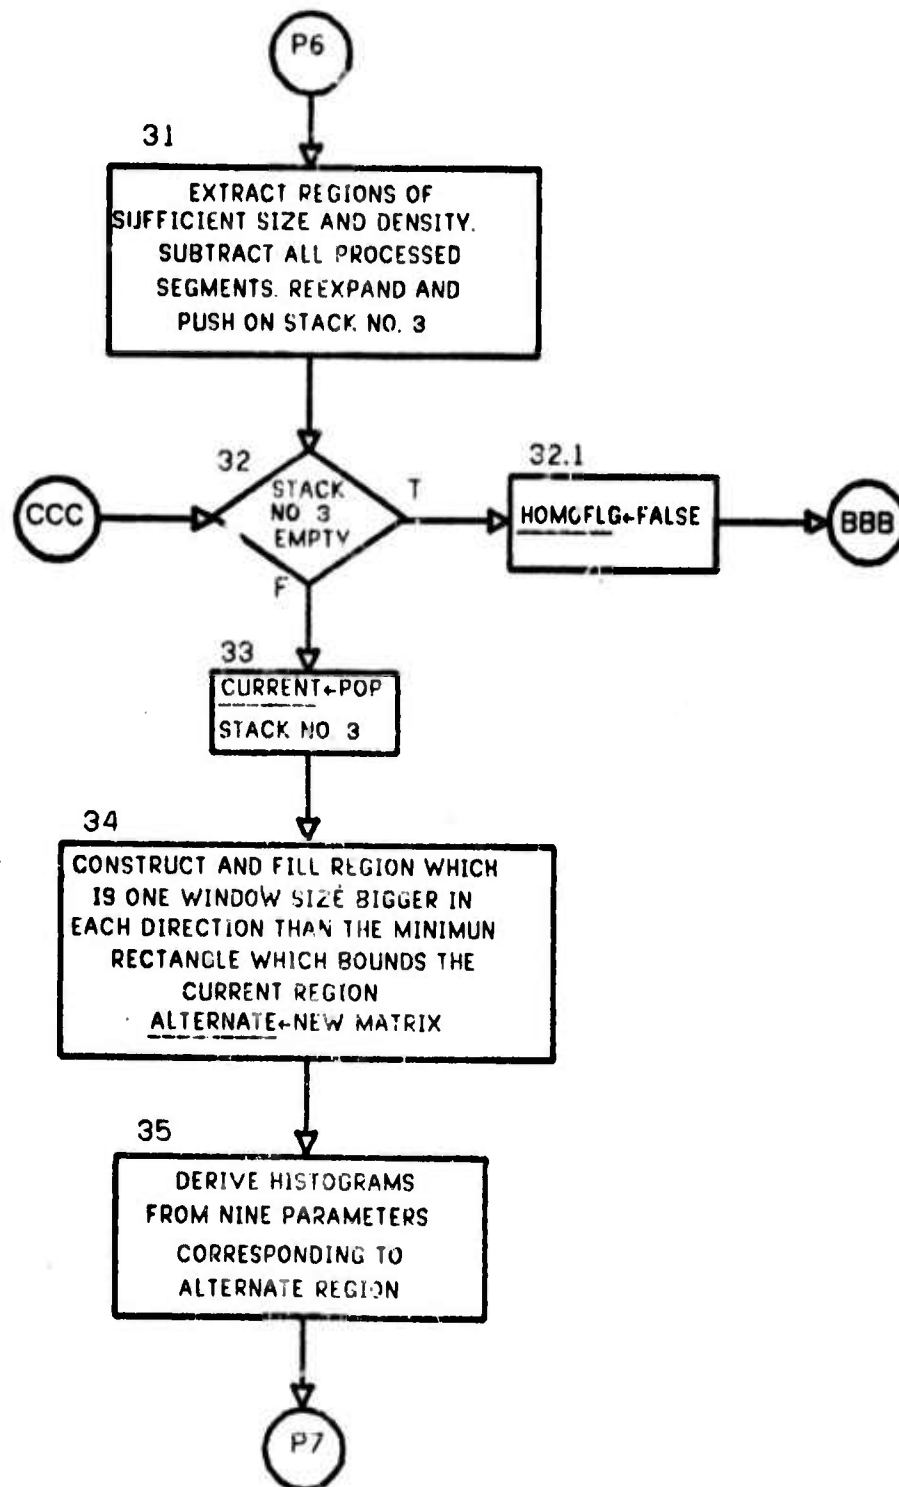 P6
31
EXTRACT REGIONS OF
SUFFICIENT SIZE AND DENSITY.
SUBTRACT ALL PROCESSED
SEGMENTS. REEXPAND AND
PUSH ON STACK NO. 3
32
STACK
NO 3
EMPTY
T
F
CCC
32.1
HOMOFLG←FALSE
BBB
33
CURRENT←POP
STACK NO 3
34
CONSTRUCT AND FILL REGION WHICH
IS ONE WINDOW SIZE BIGGER IN
EACH DIRECTION THAN THE MINIMUN
RECTANGLE WHICH BOUNDS THE
CURRENT REGION
ALTERNATE←NEW MATRIX
35
DERIVE HISTOGRAMS
FROM NINE PARAMETERS
CORRESPONDING TO
ALTERNATE REGION
P7